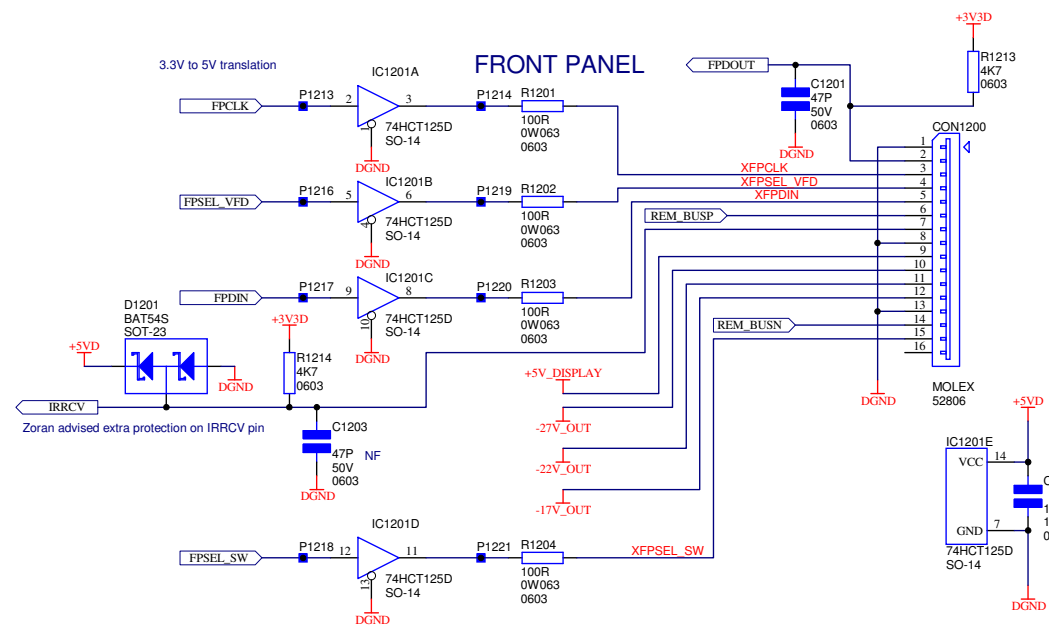 +3V3D
3.3V to 5V translation
FRONT PANEL
IC1201A
FPDOUT
R1213
4K7
0603
C1201
47P
50V
0603
FPCLK
P1213
2
3
1
74HCT125D
SO-14
DGND
P1214
R1201
100R
0W063
0603
DGND
CON1200
1
2
3
4
5
6
7
8
9
10
11
12
13
14
15
16
MOLEX
52806
DGND
XFPCLK
XFPSEL_VFD
XFPDIN
REM_BUSP
REM_BUSN
FPSEL_VFD
P1216
5
IC1201B
6
4
74HCT125D
SO-14
DGND
P1219
R1202
100R
0W063
0603
FPDIN
P1217
9
IC1201C
8
10
74HCT125D
SO-14
DGND
P1220
R1203
100R
0W063
0603
D1201
BAT54S
SOT-23
+5VD
DGND
+3V3D
R1214
4K7
0603
IRRCV
Zoran advised extra protection on IRRCV pin
C1203
47P
50V
0603
NF
DGND
+5V_DISPLAY
-27V_OUT
-22V_OUT
-17V_OUT
FPSEL_SW
P1218
12
IC1201D
11
13
74HCT125D
SO-14
DGND
P1221
R1204
100R
0W063
0603
XFPSEL_SW
+5VD
IC1201E
VCC
14
GND
7
74HCT125D
SO-14
C
1
1
0
DGND